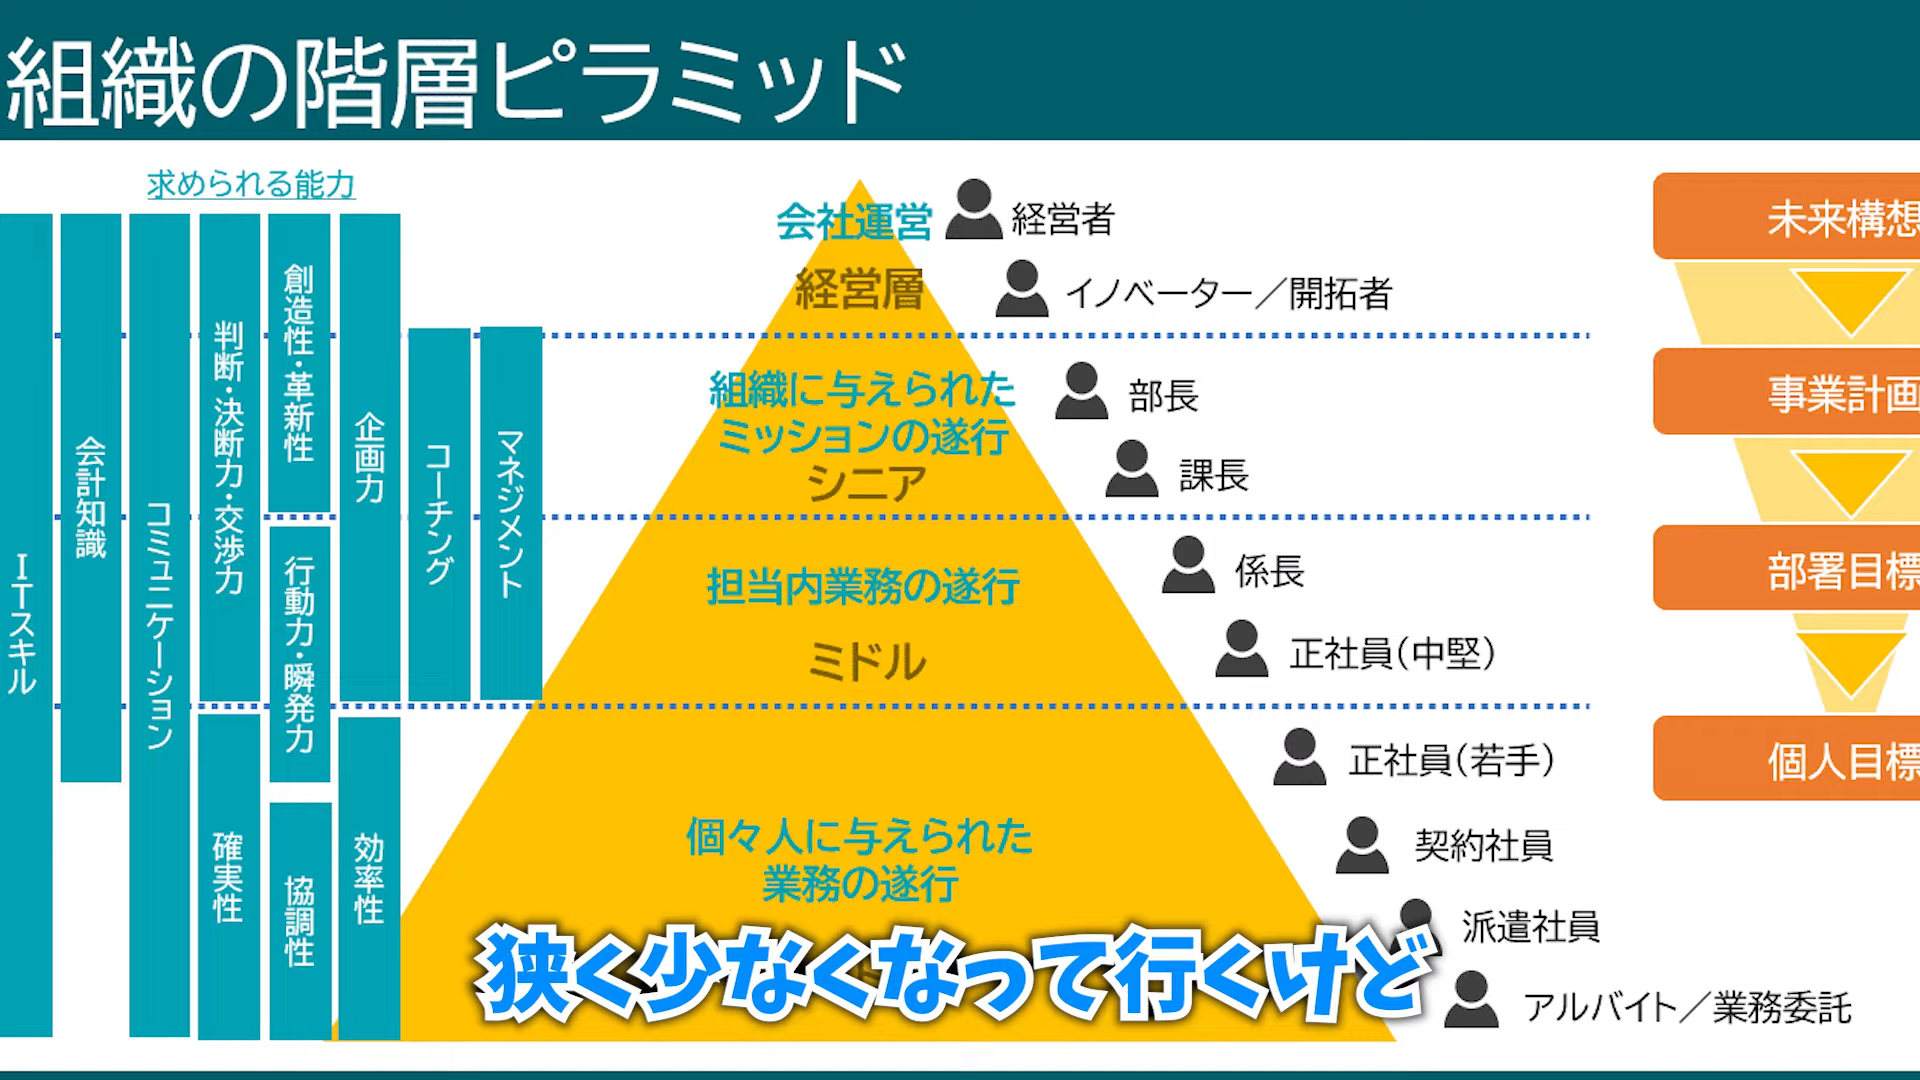 組織の階層ピラミッド
求められる能力
ITスキル
会計知識
コミュニケーション
判断・決断力・交渉力
確実性
創造性・革新性
行動力・瞬発力
協調性
企画力
効率性
コーチング
マネジメント
会社運営
経営層
組織に与えられた
ミッションの遂行
シニア
担当内業務の遂行
ミドル
個々人に与えられた
業務の遂行
経営者
イノベーター／開拓者
部長
課長
係長
正社員（中堅）
正社員（若手）
契約社員
派遣社員
アルバイト／業務委託
未来構想
事業計画
部署目標
個人目標
狭く少なくなって行くけど